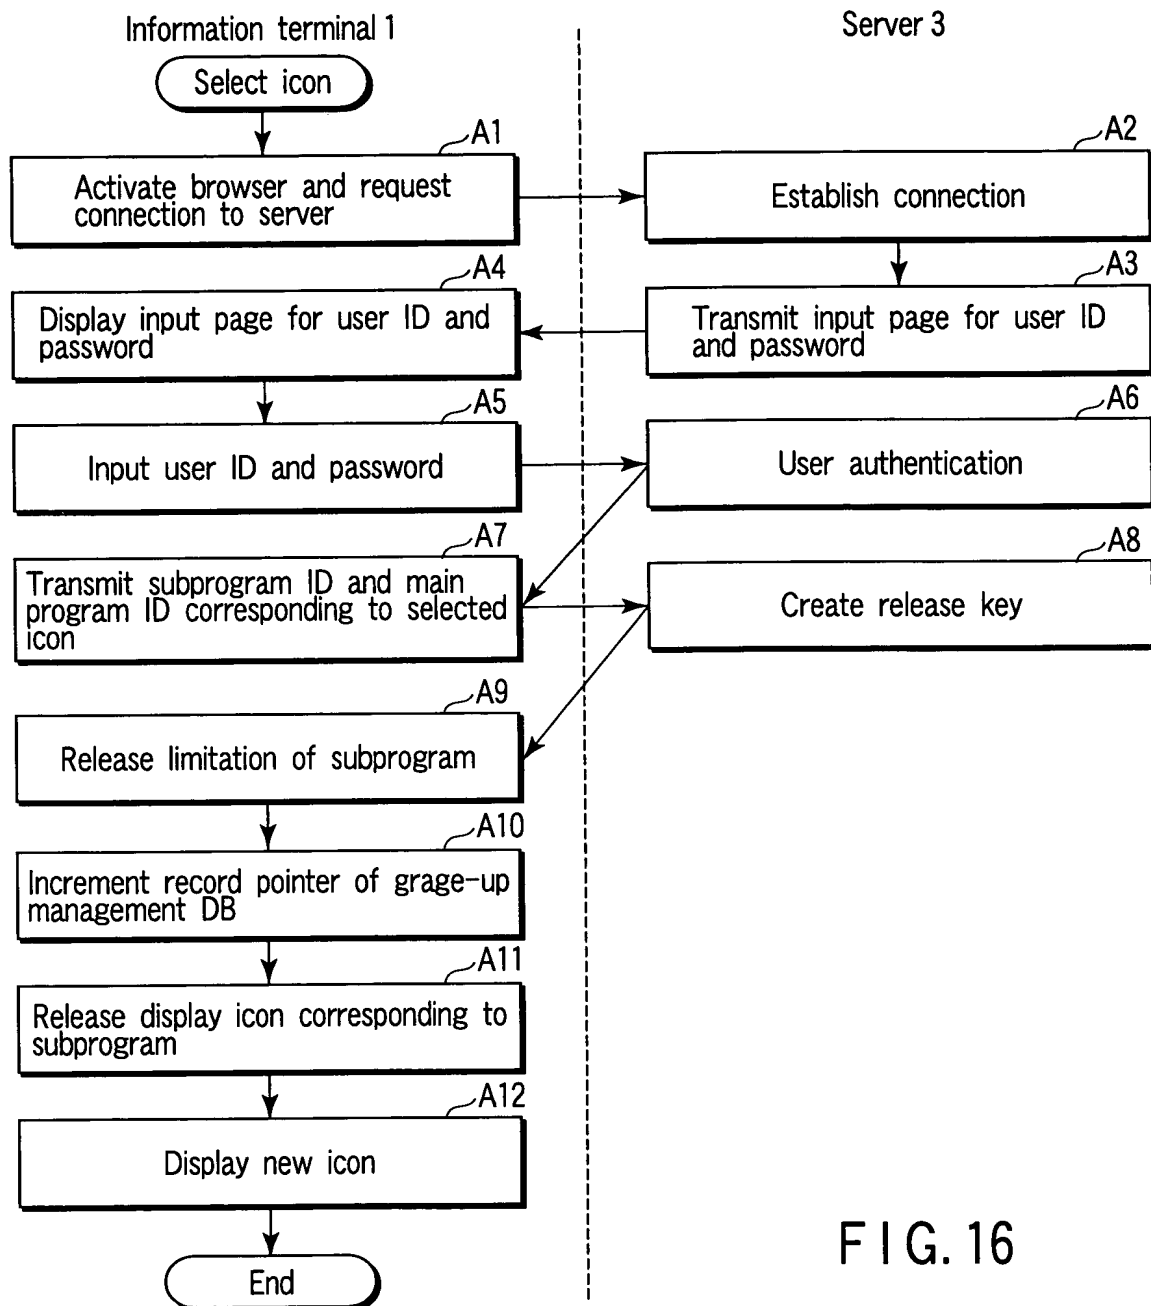 Information terminal 1
Server 3
Select icon
A1
Activate browser and request
connection to server
A2
Establish connection
A4
Display input page for user ID and
password
A3
Transmit input page for user ID
and password
A5
Input user ID and password
A6
User authentication
A7
Transmit subprogram ID and main
program ID corresponding to selected
icon
A8
Create release key
A9
Release limitation of subprogram
A10
Increment record pointer of grage-up
management DB
A11
Release display icon corresponding to
subprogram
A12
Display new icon
End
FIG. 16